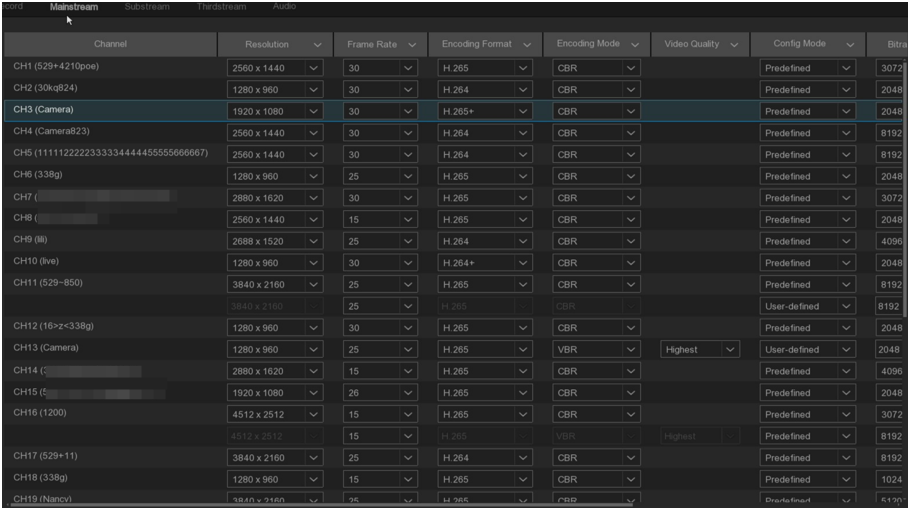 ecord Mainstream Substream Thirdstream Audio
Channel Resolution Frame Rate Encoding Format Encoding Mode Video Quality Config Mode Bitra
CH1 (529+4210poe) 2560 x 1440 30 H.265 CBR Predefined 3072
CH2 (30kq824) 1280 x 960 30 H.264 CBR Predefined 2048
CH3 (Camera) 1920 x 1080 30 H.265+ CBR Predefined 2048
CH4 (Camera823) 2560 x 1440 30 H.264 CBR Predefined 8192
CH5 (1111122222333334444455555666667) 2560 x 1440 30 H.264 CBR Predefined 8192
CH6 (338g) 1280 x 960 25 H.265 CBR Predefined 2048
CH7 ( 2880 x 1620 30 H.265 CBR Predefined 3072
CH8 ( 2560 x 1440 15 H.265 CBR Predefined 2048
CH9 (lili) 2688 x 1520 25 H.264 CBR Predefined 4096
CH10 (live) 1280 x 960 30 H.264+ CBR Predefined 2048
CH11 (529~850) 3840 x 2160 25 H.265 CBR Predefined 8192
3840 x 2160 25 H.265 CBR User-defined 8192
CH12 (16>z<338g) 1280 x 960 30 H.265 CBR Predefined 2048
CH13 (Camera) 1280 x 960 25 H.265 VBR Highest User-defined 2048
CH14 ( 2880 x 1620 15 H.265 CBR Predefined 4096
CH15 ( 1920 x 1080 26 H.265 CBR Predefined 2048
CH16 (1200) 4512 x 2512 15 H.265 CBR Predefined 3072
4512 x 2512 15 H.265 VBR Highest Predefined 8192
CH17 (529+11) 3840 x 2160 25 H.264 CBR Predefined 8192
CH18 (338g) 1280 x 960 15 H.265 CBR Predefined 1024
CH19 (Nancy) 3840 x 2160 25 H.265 CBR Predefined 5120